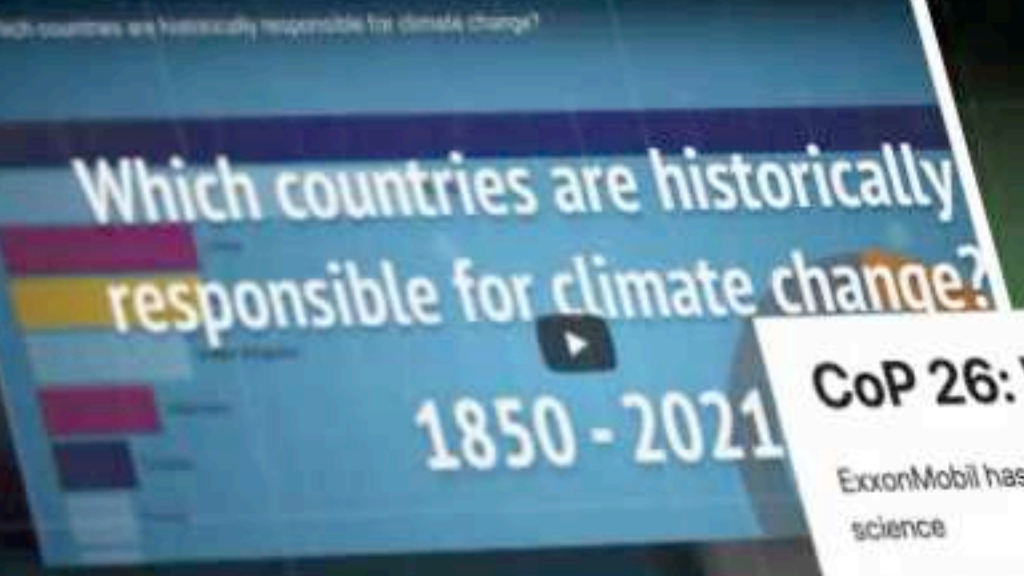 countries are historically responsible for climate change?
Which countries are historically
responsible for climate change?
1850 - 2021
CoP 26:
ExxonMobil has
science